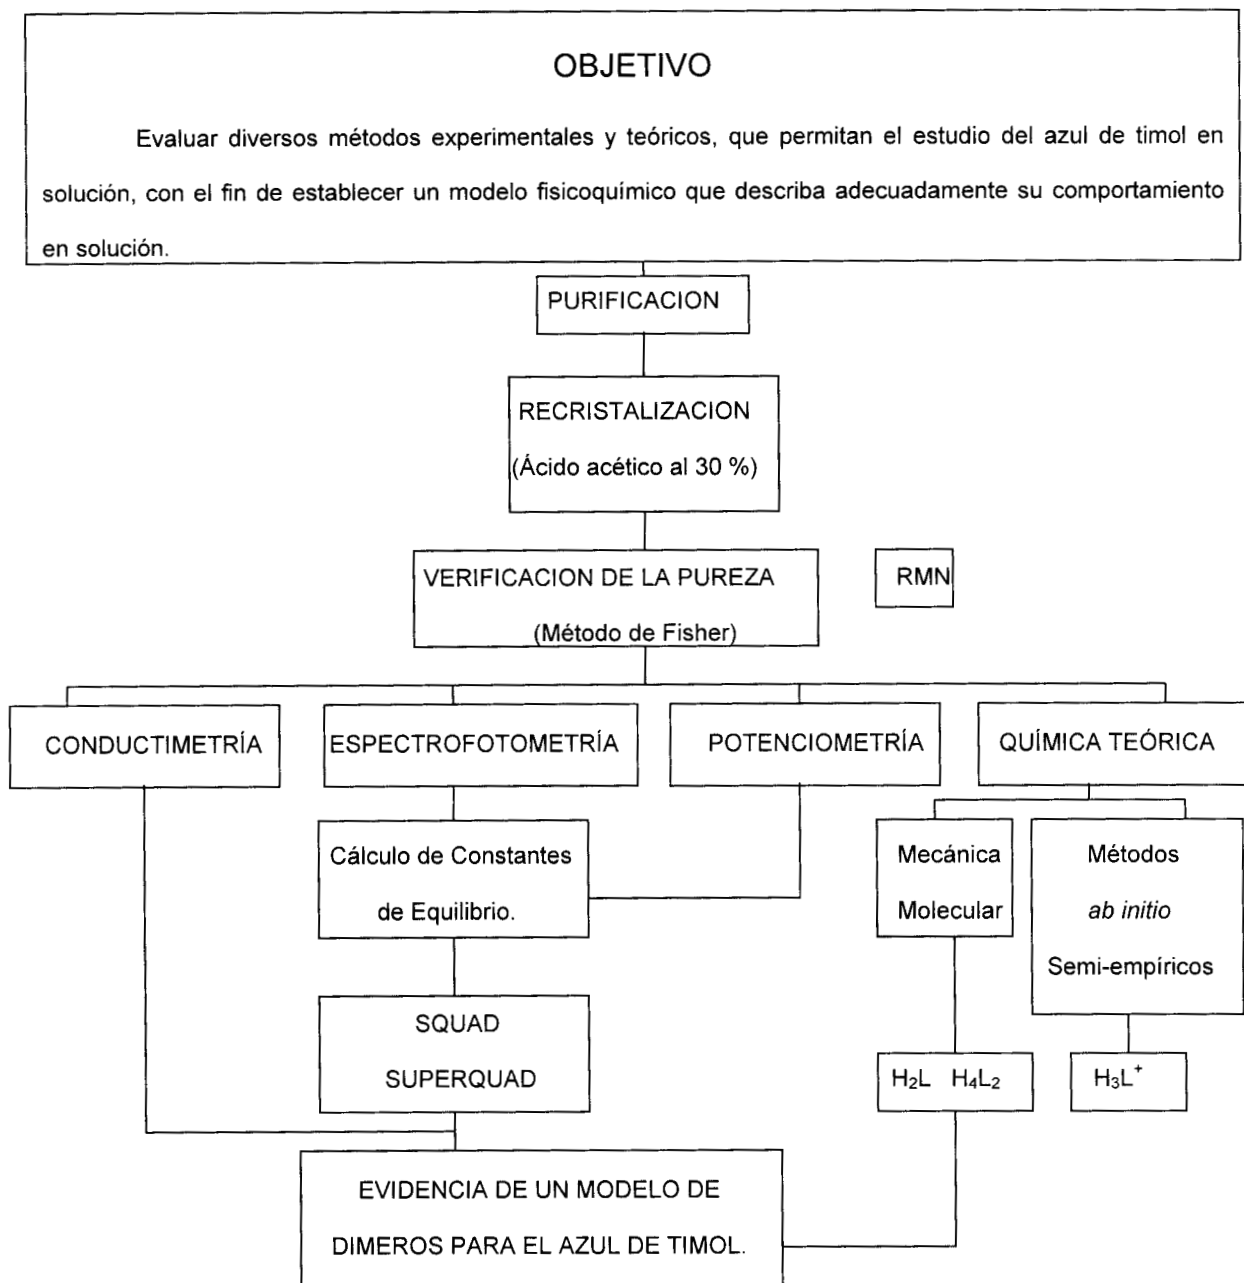 OBJETIVO
Evaluar diversos métodos experimentales y teóricos, que permitan el estudio del azul de timol en
solución, con el fin de establecer un modelo fisicoquímico que describa adecuadamente su comportamiento
en solución.
PURIFICACION
RECRISTALIZACION
(Ácido acético al 30 %)
VERIFICACION DE LA PUREZA
(Método de Fisher)
RMN
CONDUCTIMETRÍA
ESPECTROFOTOMETRÍA
POTENCIOMETRÍA
QUÍMICA TEÓRICA
Cálculo de Constantes
de Equilibrio.
Mecánica
Molecular
Métodos
ab initio
Semi-empíricos
SQUAD
SUPERQUAD
H₂L H₄L₂
H₃L⁺
EVIDENCIA DE UN MODELO DE
DIMEROS PARA EL AZUL DE TIMOL.